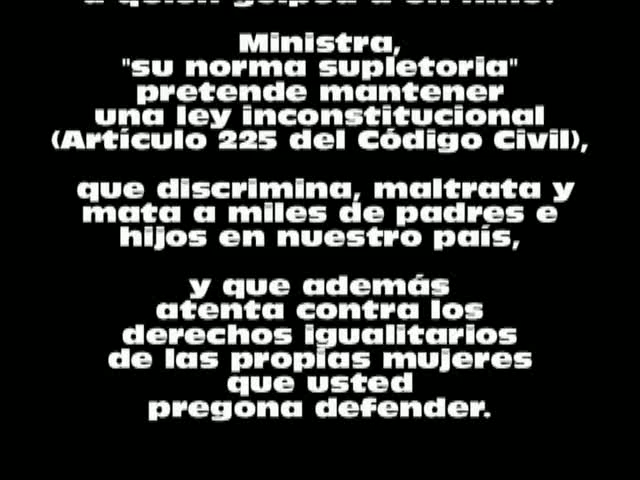 Ministra,
"su norma supletoria"
pretende mantener
una ley inconstitucional
(Artículo 225 del Código Civil),
que discrimina, maltrata y
mata a miles de padres e
hijos en nuestro país,
y que además
atenta contra los
derechos igualitarios
de las propias mujeres
que usted
pregona defender.